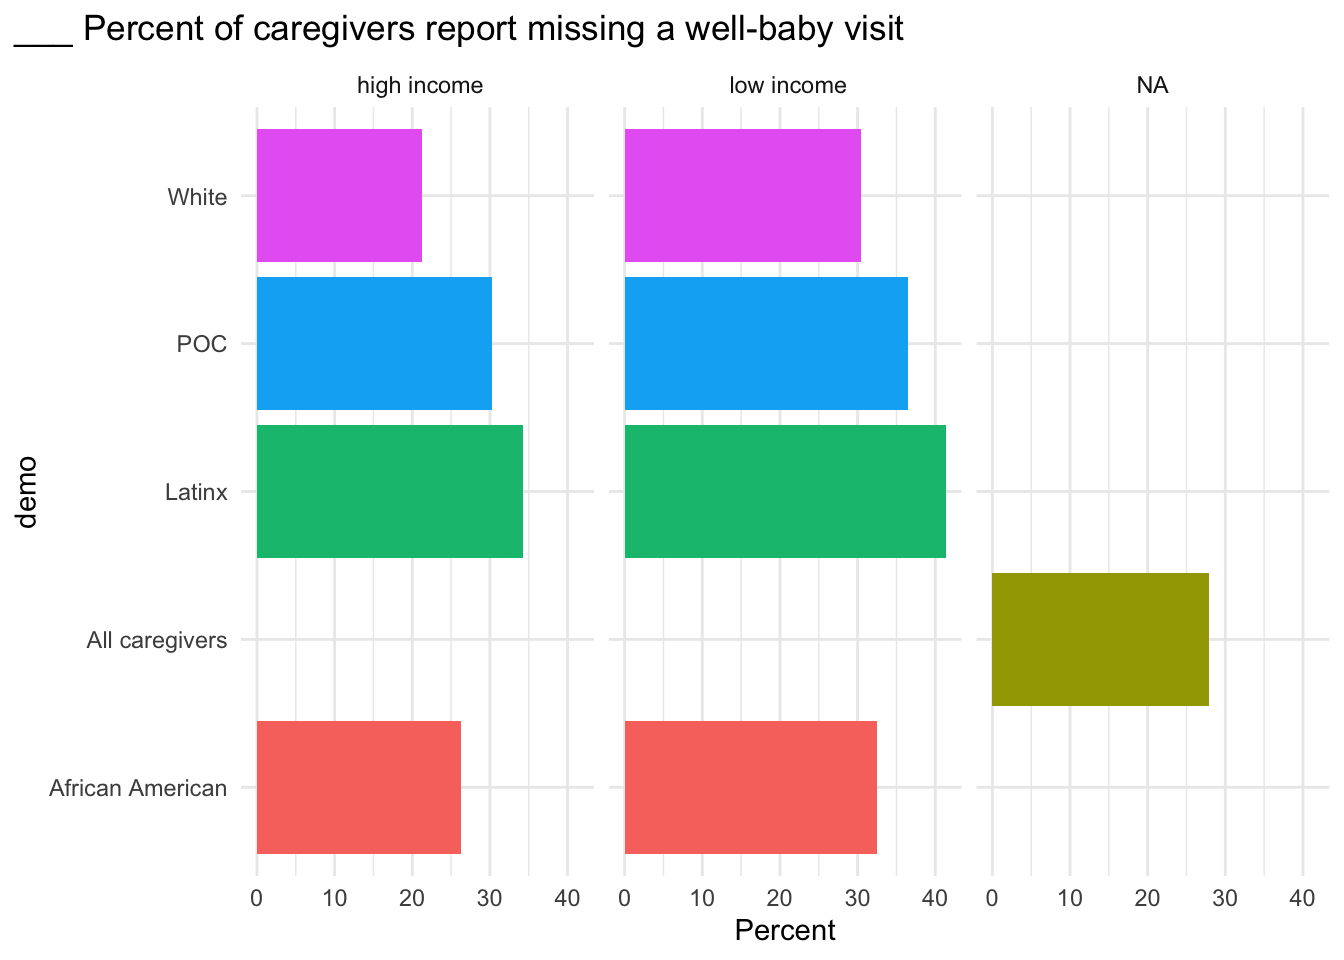 ___ Percent of caregivers report missing a well-baby visit
high income
low income
NA
White
POC
Latinx
All caregivers
African American
demo
0 10 20 30 40
0 10 20 30 40
0 10 20 30 40
Percent